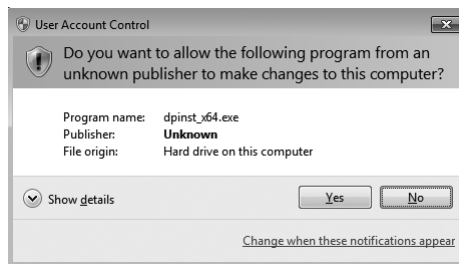 User Account Control
Do you want to allow the following program from an
unknown publisher to make changes to this computer?
Program name: dpinst_x64.exe
Publisher: Unknown
File origin: Hard drive on this computer
Show details
Yes No
Change when these notifications appear